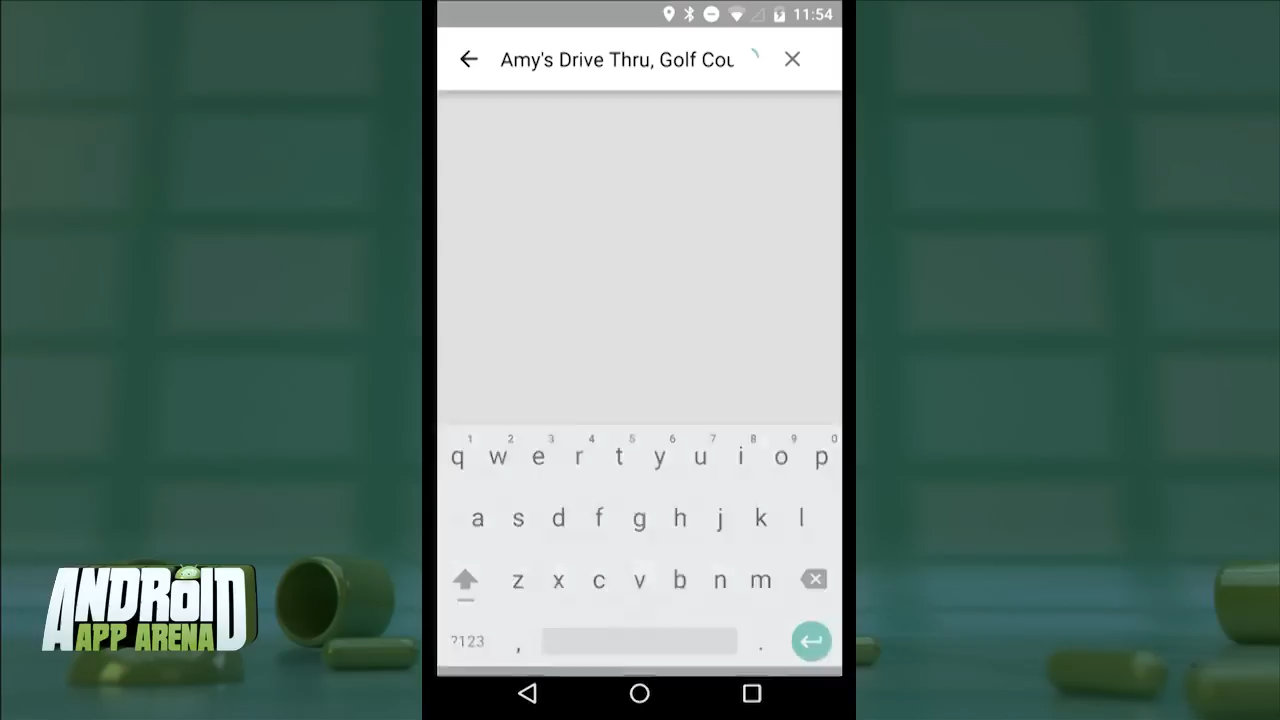 11:54
Amy's Drive Thru, Golf Cou
1 2 3 4 5 6 7 8 9 0
q w e r t y u i o p
a s d f g h j k l
z x c v b n m
?123 , .
ANDROID
APP ARENA